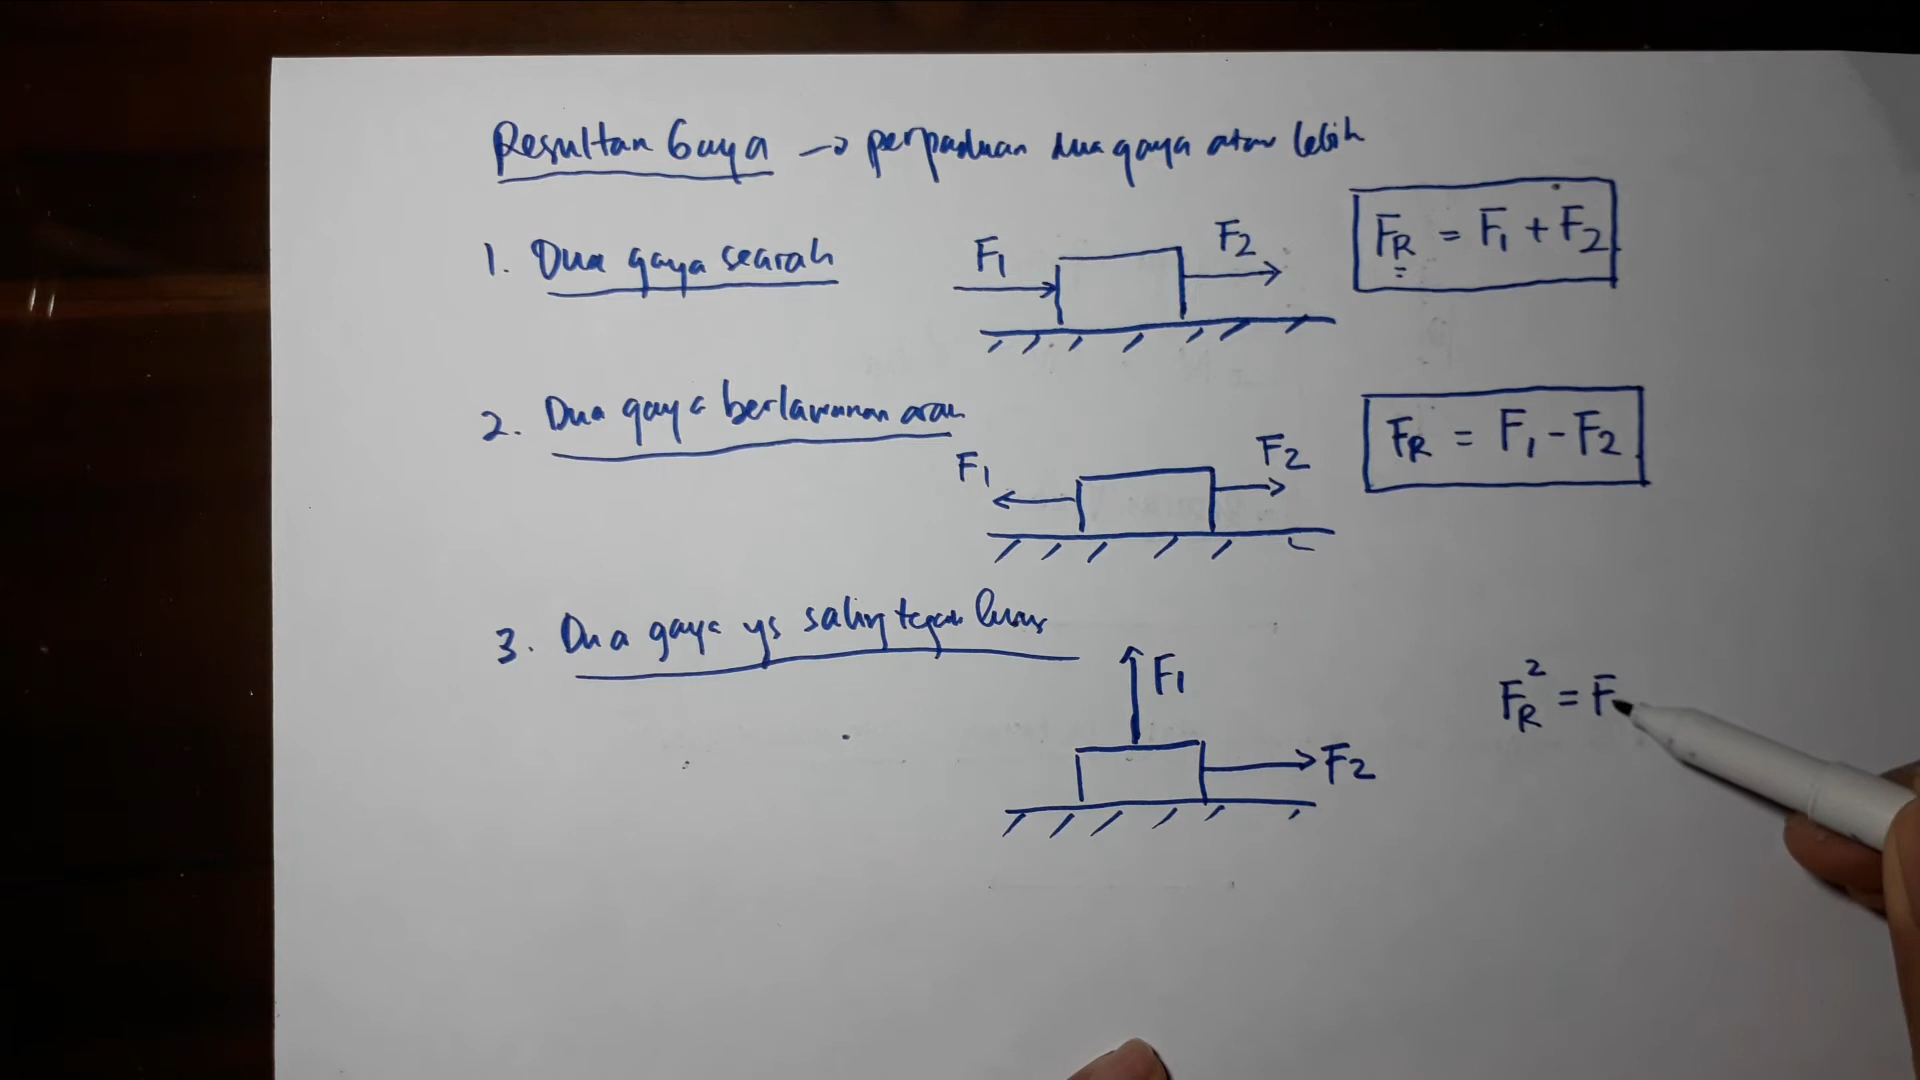 Resultan Gaya → perpaduan dua gaya atau lebih
1. Dua gaya searah
F1
F2
FR = F1 + F2
2. Dua gaya berlawanan arah
F1
F2
FR = F1 - F2
3. Dua gaya yg saling tegak lurus
F1
F2
FR² = F